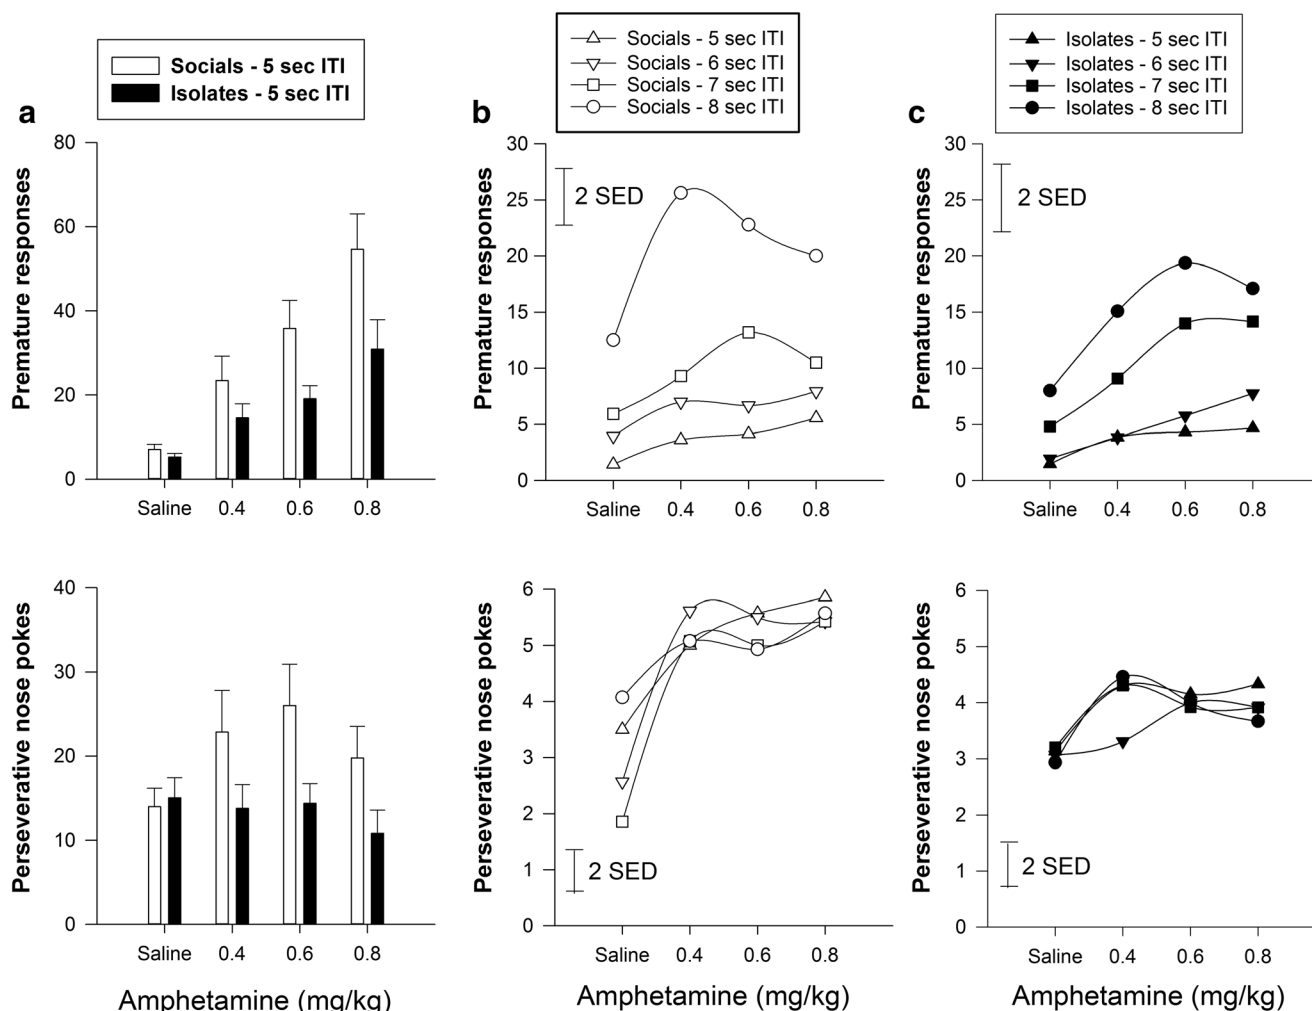 a
Socials - 5 sec ITI
Isolates - 5 sec ITI
Premature responses
80
60
40
20
0
Saline 0.4 0.6 0.8
Perseverative nose pokes
40
30
20
10
0
Saline 0.4 0.6 0.8
Amphetamine (mg/kg)
b
Socials - 5 sec ITI
Socials - 6 sec ITI
Socials - 7 sec ITI
Socials - 8 sec ITI
Premature responses
30
25
20
15
10
5
0
2 SED
Saline 0.4 0.6 0.8
Perseverative nose pokes
6
5
4
3
2
1
0
2 SED
Saline 0.4 0.6 0.8
Amphetamine (mg/kg)
c
Isolates - 5 sec ITI
Isolates - 6 sec ITI
Isolates - 7 sec ITI
Isolates - 8 sec ITI
Premature responses
30
25
20
15
10
5
0
2 SED
Saline 0.4 0.6 0.8
Perseverative nose pokes
6
5
4
3
2
1
0
2 SED
Saline 0.4 0.6 0.8
Amphetamine (mg/kg)